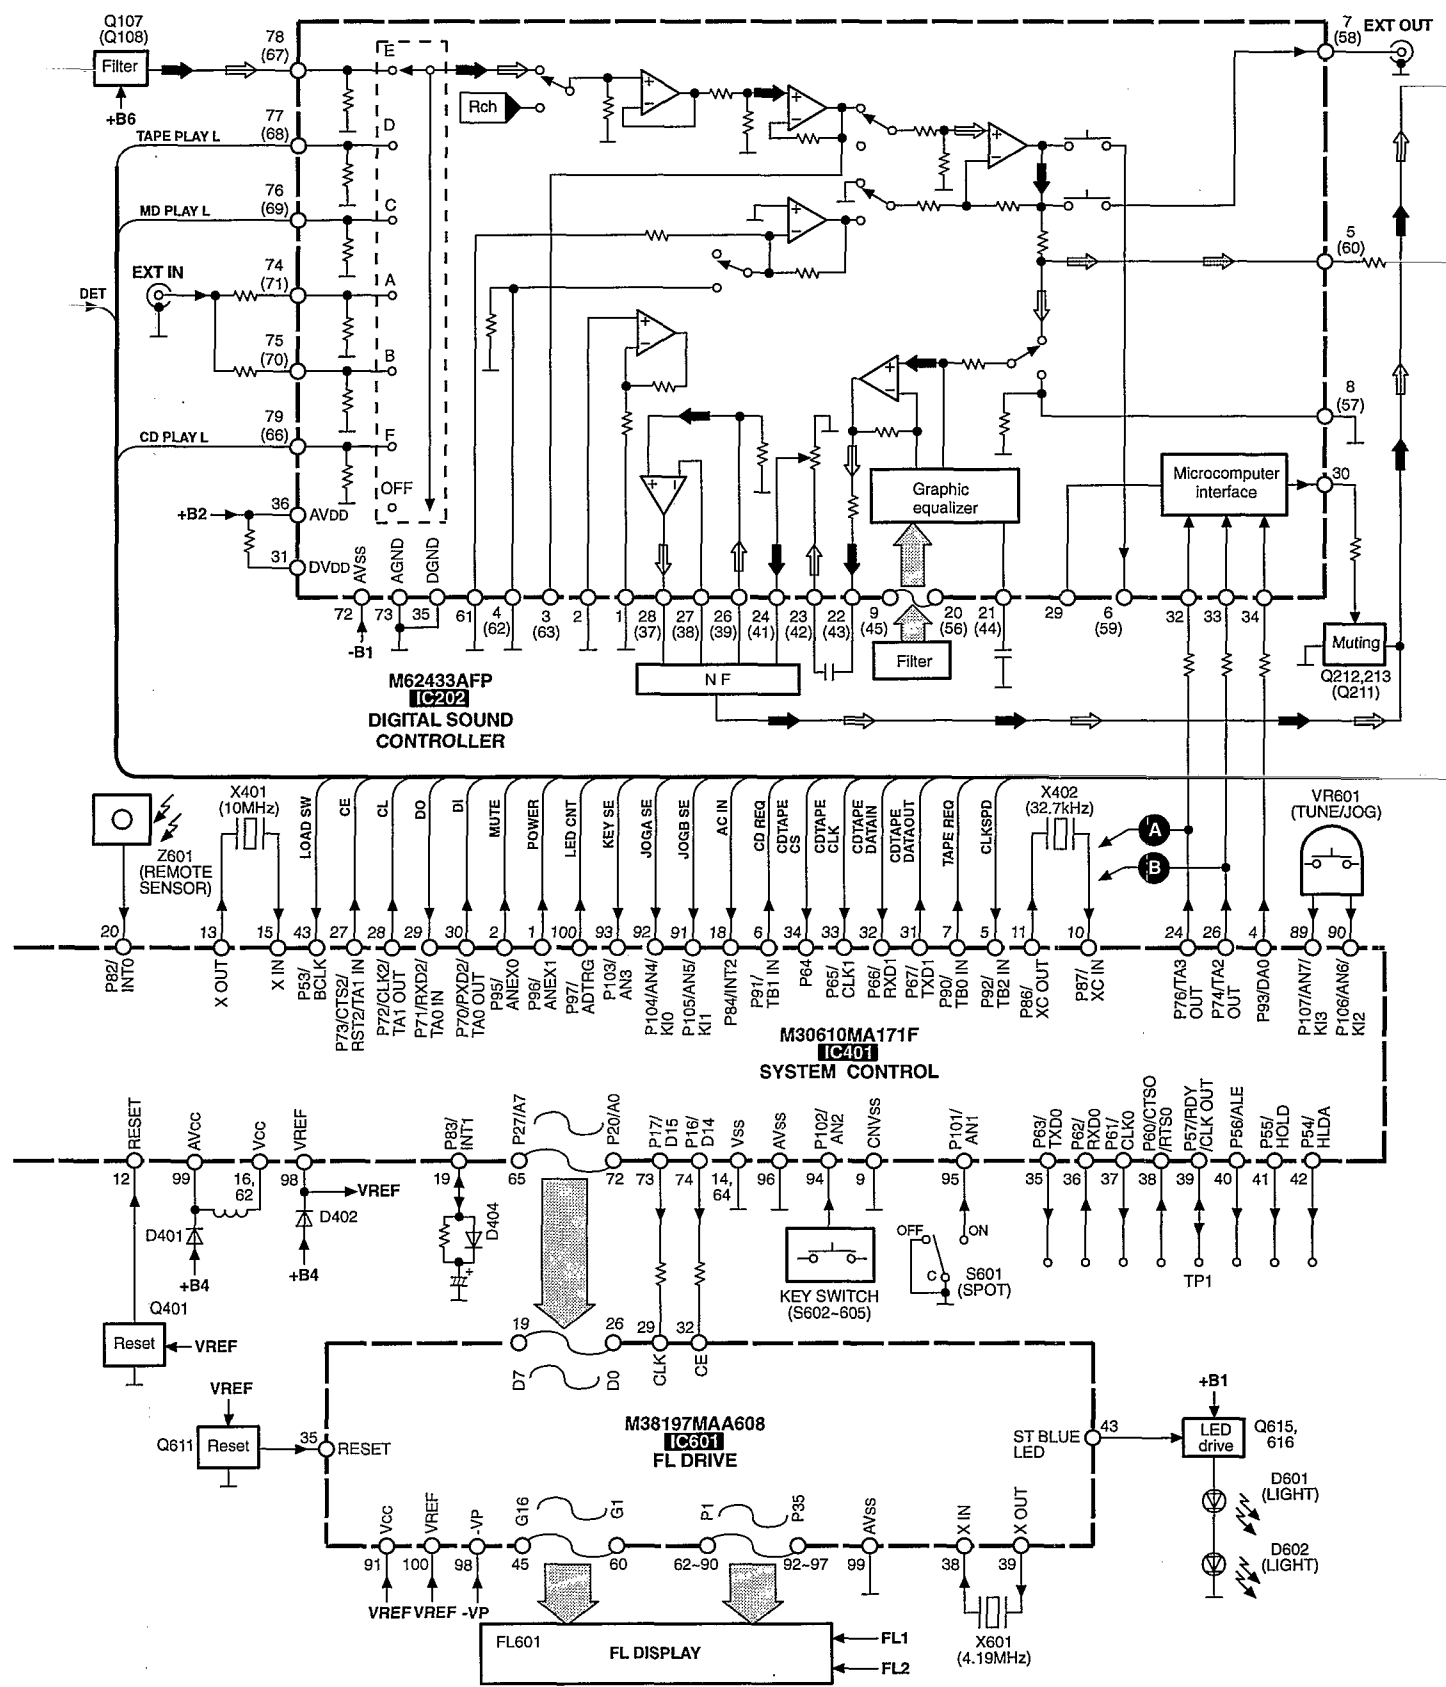 Q107
(Q108)
Filter
+B6
78
(67)
77
(68)
TAPE PLAY L
76
(69)
MD PLAY L
74
(71)
EXT IN
DET
75
(70)
79
(66)
CD PLAY L
36
+B2
AVDD
31
DVDD
E
D
C
A
B
F
OFF
Rch
7
(58)
EXT OUT
5
(60)
8
(57)
30
Graphic
equalizer
Microcomputer
interface
AVss
AGND
DGND
72
73
35
61
4
(62)
3
(63)
2
1
28
(37)
27
(38)
26
(39)
24
(41)
23
(42)
22
(43)
9
(45)
20
(56)
21
(44)
29
6
(59)
32
33
34
-B1
N F
Filter
Muting
Q212,213
(Q211)
M62433AFP
IC202
DIGITAL SOUND
CONTROLLER
Z601
(REMOTE
SENSOR)
X401
(10MHz)
LOAD SW
CE
CL
DO
DI
MUTE
POWER
LED CNT
KEY SE
JOGA SE
JOGB SE
AC IN
CD REQ
CDTAPE
CS
CDTAPE
CLK
CDTAPE
DATAIN
CDTAPE
DATAOUT
TAPE REQ
CLKSPD
X402
(32.7kHz)
A
B
VR601
(TUNE/JOG)
20
13
15
43
27
28
29
30
2
1
100
93
92
91
18
6
34
33
32
31
7
5
11
10
24
26
4
89
90
P82/
INT0
X OUT
X IN
P53/
BCLK
P73/CTS2/
RST2/TA1 IN
P72/CLK2/
TA1 OUT
P71/RXD2/
TA0 IN
P70/PXD2/
TA0 OUT
P95/
ANEX0
P96/
ANEX1
P97/
ADTRG
P103/
AN3
P104/AN4/
KI0
P105/AN5/
KI1
P84/INT2
P91/
TB1 IN
P64
P65/
CLK1
P66/
RXD1
P67/
TXD1
P90/
TB0 IN
P92/
TB2 IN
P86/
XC OUT
P87/
XC IN
P76/TA3
OUT
P74/TA2
OUT
P93/DA0
P107/AN7/
KI3
P106/AN6/
KI2
M30610MA171F
IC401
SYSTEM CONTROL
RESET
AVcc
Vcc
VREF
P83/
INT1
P27/A7
P20/A0
P17/
D15
P16/
D14
Vss
AVss
P102/
AN2
CNVss
P101/
AN1
P63/
TXD0
P62/
RXD0
P61/
CLK0
P60/CTSO
/RTS0
P57/RDY
/CLK OUT
P56/ALE
P55/
HOLD
P54/
HLDA
12
99
16,
62
98
19
65
72
73
74
14,
64
96
94
9
95
35
36
37
38
39
40
41
42
VREF
D401
D402
+B4
+B4
D404
+
KEY SWITCH
(S602~605)
OFF
ON
C
S601
(SPOT)
TP1
Q401
Reset
VREF
19
26
29
32
D7
D0
CLK
CE
VREF
Q611
Reset
35
RESET
M38197MAA608
IC601
FL DRIVE
ST BLUE
LED
43
+B1
LED
drive
Q615,
616
D601
(LIGHT)
D602
(LIGHT)
Vcc
VREF
-VP
G16
G1
P1
P35
AVss
X IN
X OUT
91
100
98
45
60
62~90
92~97
99
38
39
VREF
VREF
-VP
X601
(4.19MHz)
FL601
FL DISPLAY
FL1
FL2